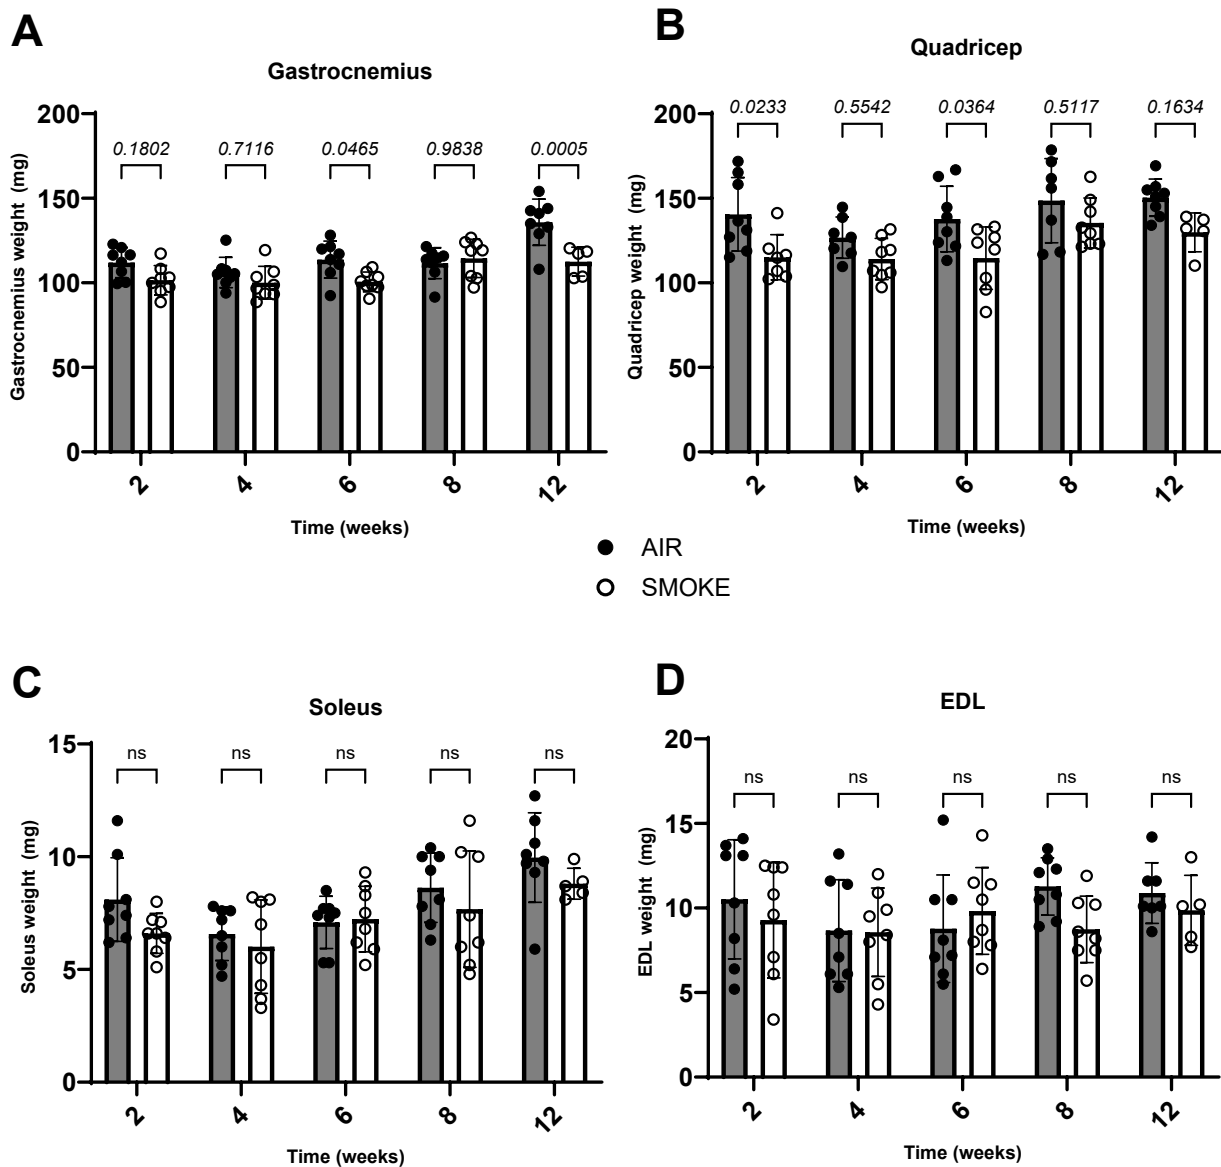 A
Gastrocnemius
Gastrocnemius weight (mg)
200
150
100
50
0
0.1802
0.7116
0.0465
0.9838
0.0005
2
4
6
8
12
Time (weeks)
B
Quadricep
Quadricep weight (mg)
200
150
100
50
0
0.0233
0.5542
0.0364
0.5117
0.1634
2
4
6
8
12
Time (weeks)
AIR
SMOKE
C
Soleus
Soleus weight (mg)
15
10
5
0
ns
ns
ns
ns
ns
2
4
6
8
12
Time (weeks)
D
EDL
EDL weight (mg)
20
15
10
5
0
ns
ns
ns
ns
ns
2
4
6
8
12
Time (weeks)